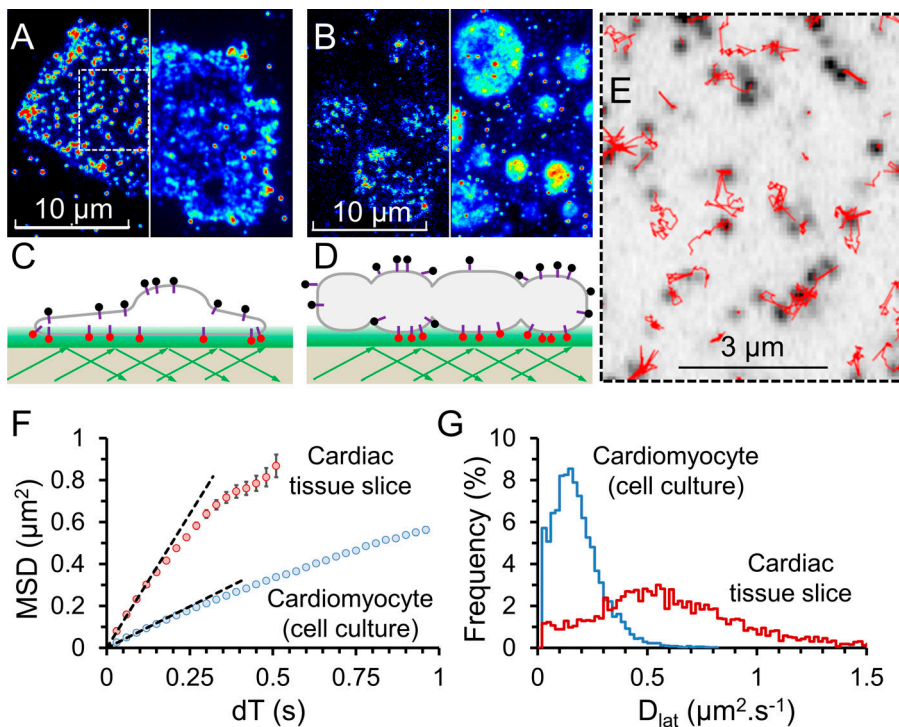 A
B
E
10 μm
10 μm
C
D
3 μm
F
G
MSD (μm²)
1
0.8
0.6
0.4
0.2
0
Cardiac
tissue slice
Cardiomyocyte
(cell culture)
0
0.25
0.5
0.75
1
dT (s)
Frequency (%)
10
8
6
4
2
0
Cardiomyocyte
(cell culture)
Cardiac
tissue slice
0
0.5
1
1.5
D_lat (μm².s⁻¹)